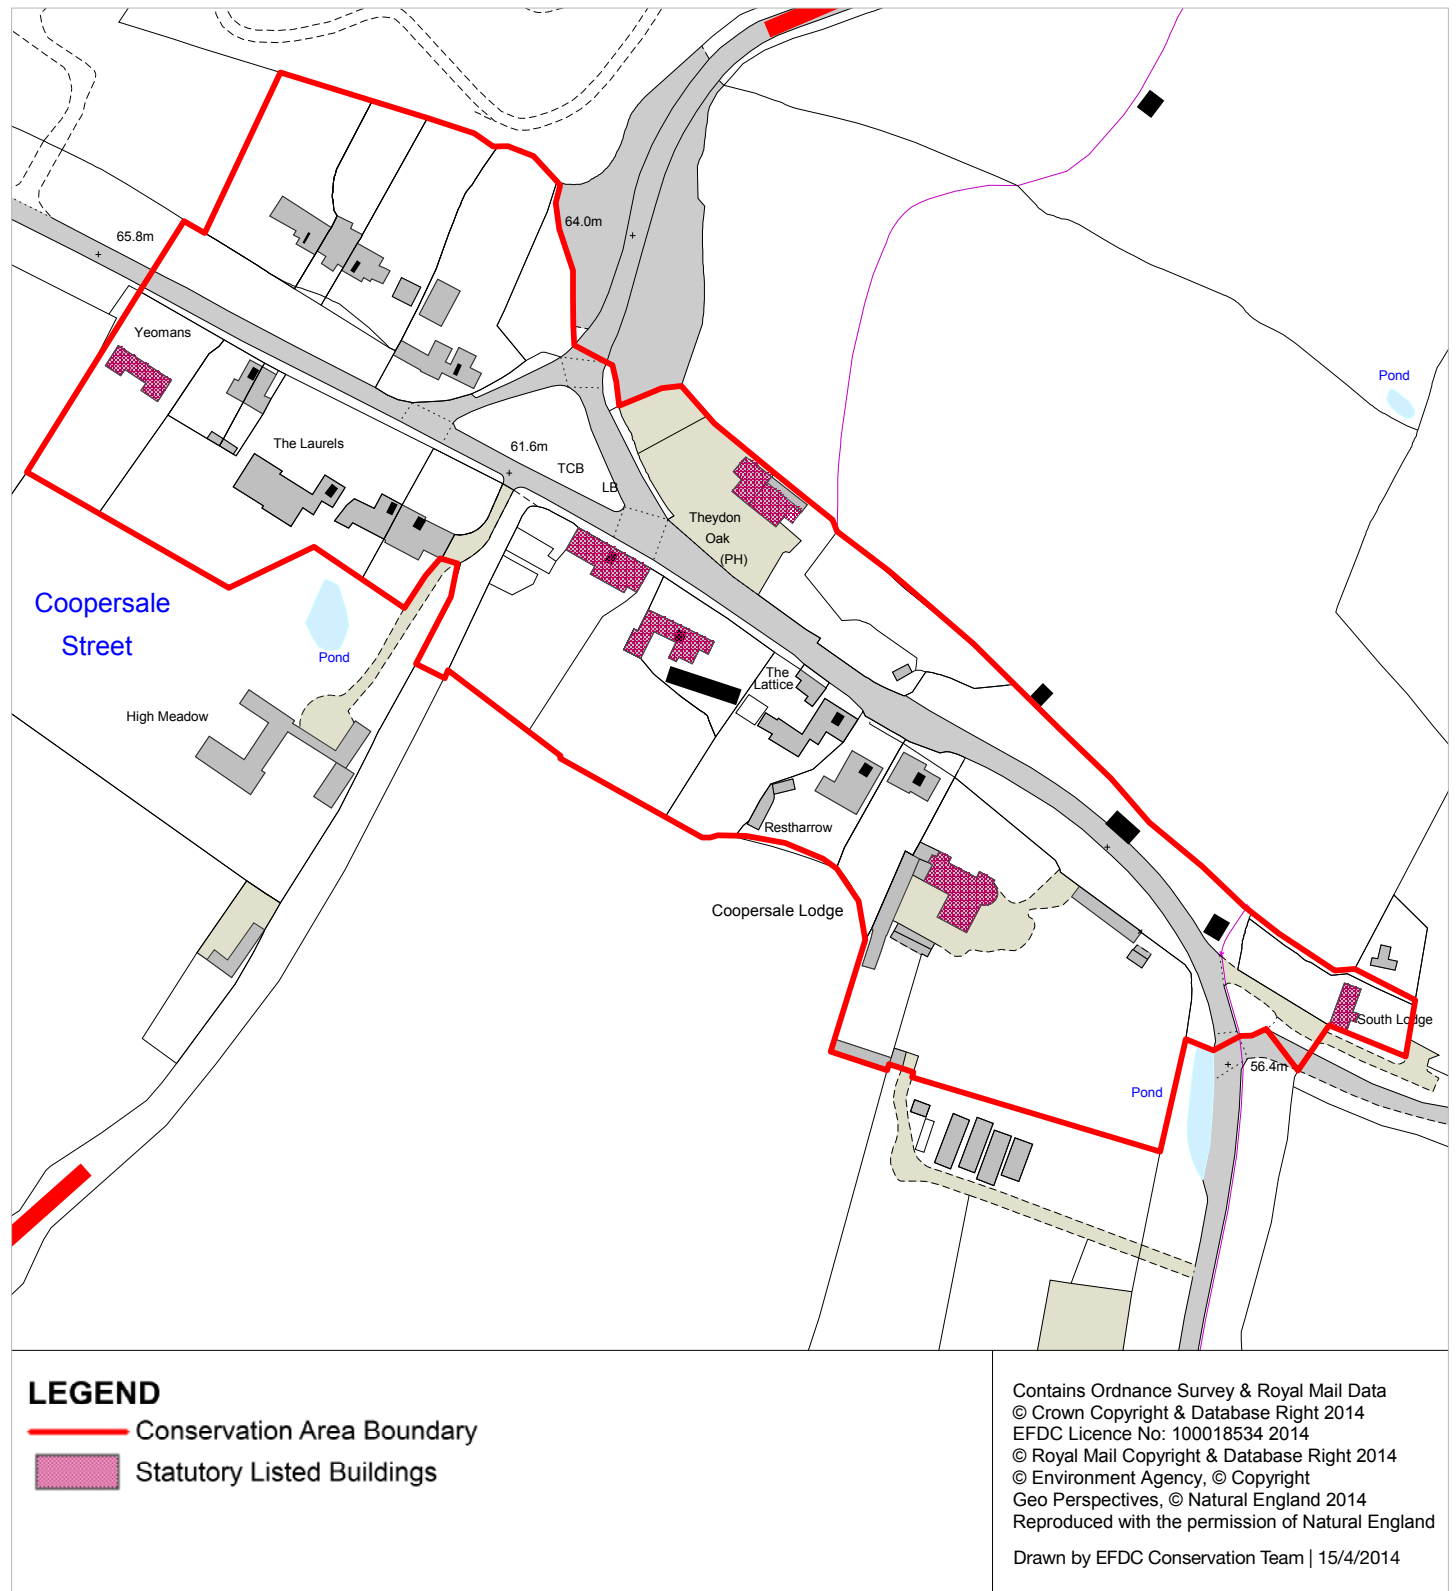 64.0m
65.8m
Yeomans
Pond
The Laurels
61.6m
TCB
LB
Theydon
Oak
(PH)
Coopersale
Street
Pond
The
Lattice
High Meadow
Restharrow
Coopersale Lodge
South Lodge
56.4m
Pond
LEGEND
Conservation Area Boundary
Statutory Listed Buildings
Contains Ordnance Survey & Royal Mail Data
© Crown Copyright & Database Right 2014
EFDC Licence No: 100018534 2014
© Royal Mail Copyright & Database Right 2014
© Environment Agency, © Copyright
Geo Perspectives, © Natural England 2014
Reproduced with the permission of Natural England
Drawn by EFDC Conservation Team | 15/4/2014